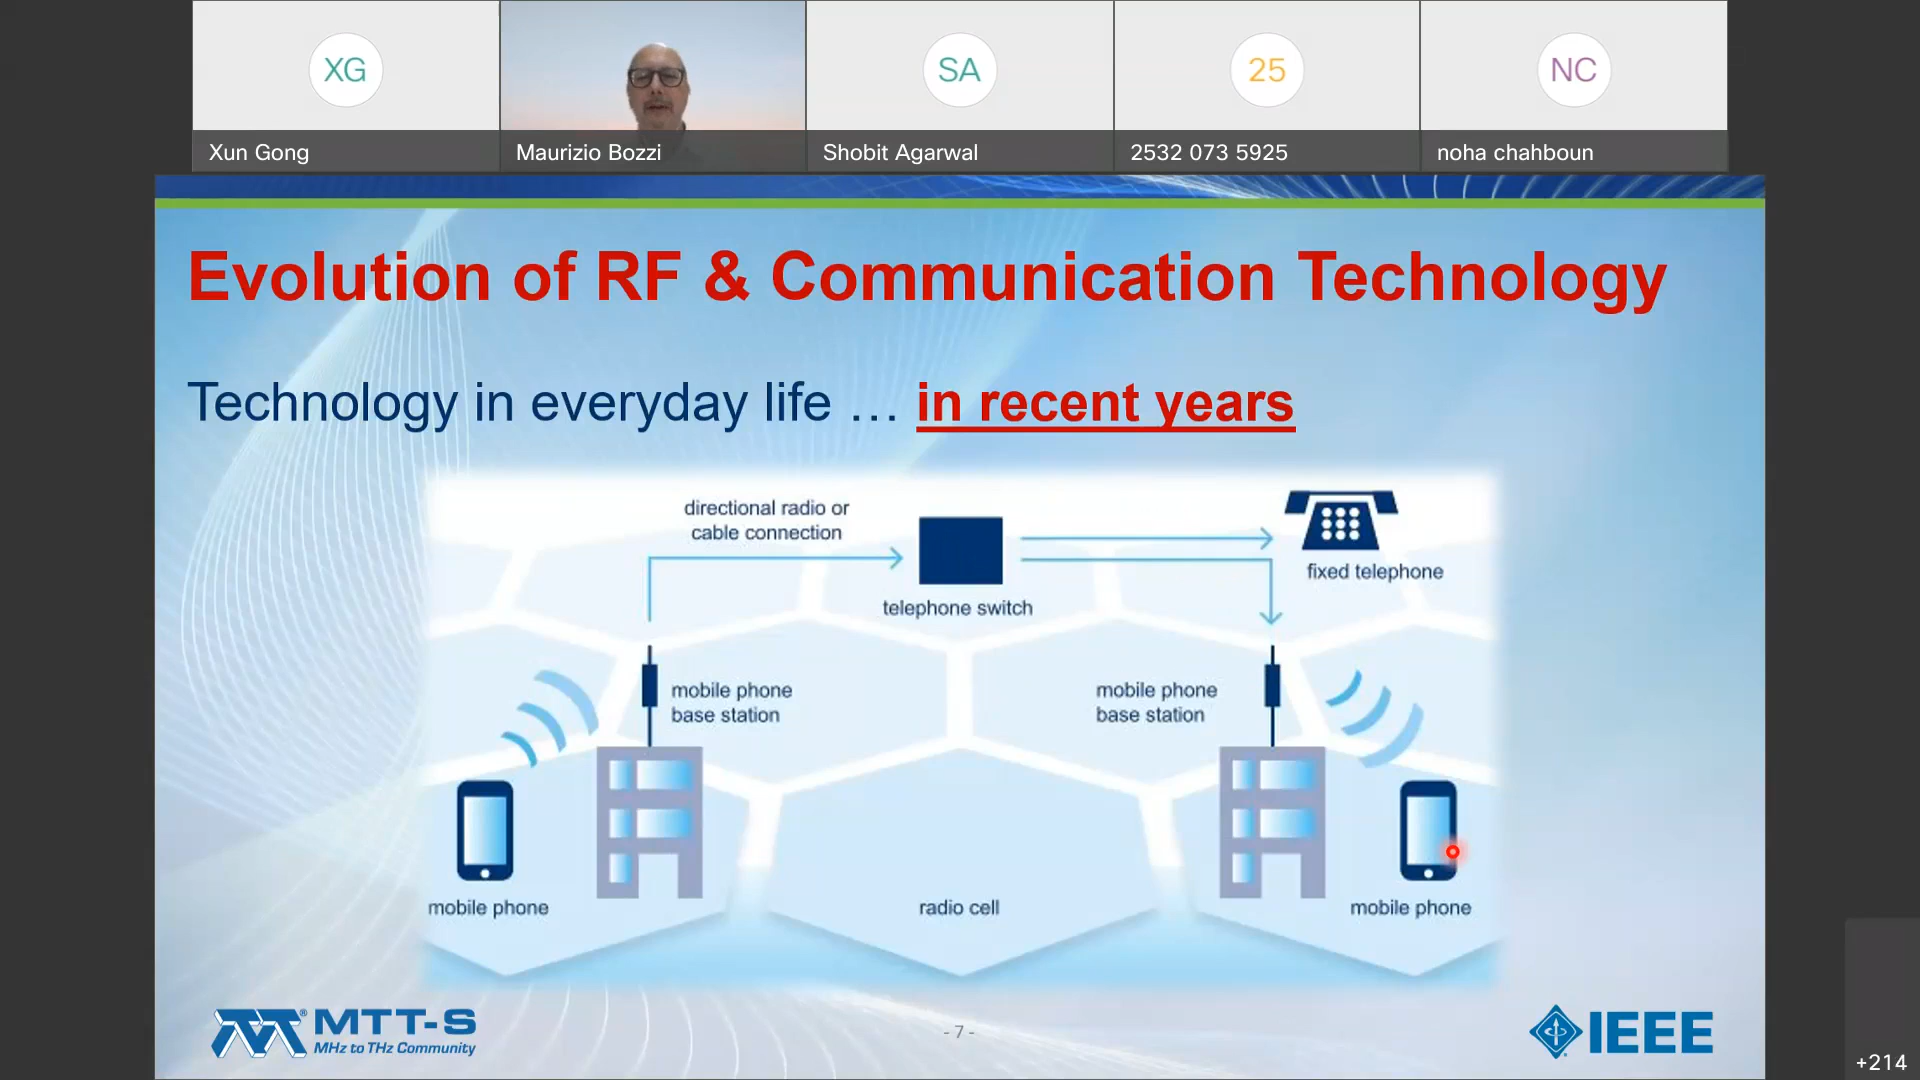 XG
SA
25
NC
Xun Gong
Maurizio Bozzi
Shobit Agarwal
2532 073 5925
noha chahboun
Evolution of RF & Communication Technology
Technology in everyday life … in recent years
directional radio or
cable connection
telephone switch
fixed telephone
mobile phone
base station
mobile phone
base station
mobile phone
radio cell
mobile phone
MTT-S
MHz to THz Community
- 7 -
IEEE
+214